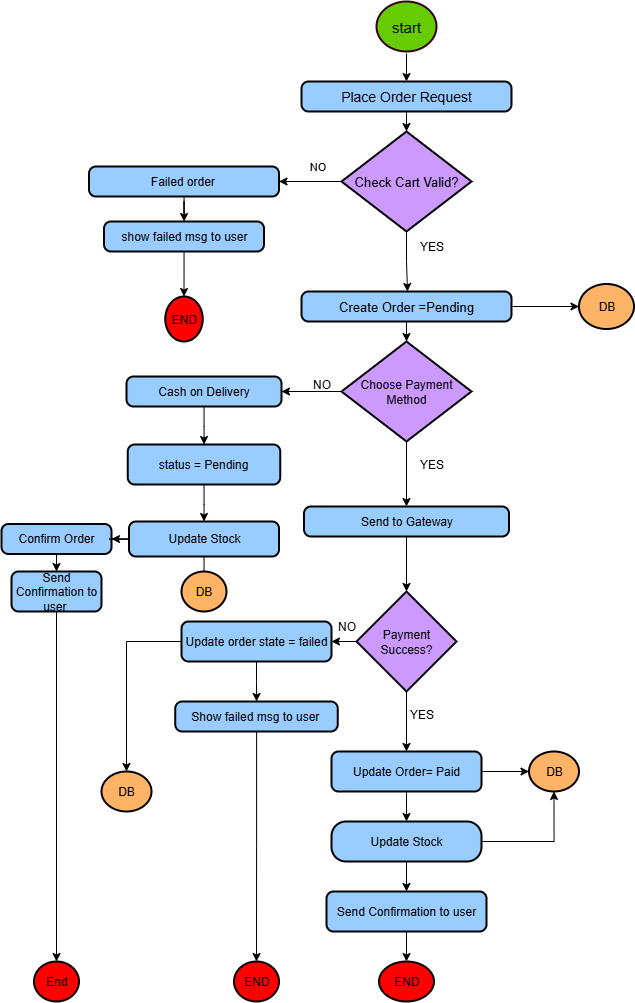 start
Place Order Request
NO
Failed order
Check Cart Valid?
show failed msg to user
YES
END
Create Order =Pending
DB
Cash on Delivery
NO
Choose Payment
Method
status = Pending
YES
Send to Gateway
Confirm Order
Update Stock
Send
Confirmation to
user
DB
NO
Update order state = failed
Payment
Success?
Show failed msg to user
YES
DB
Update Order= Paid
DB
Update Stock
Send Confirmation to user
End
END
END